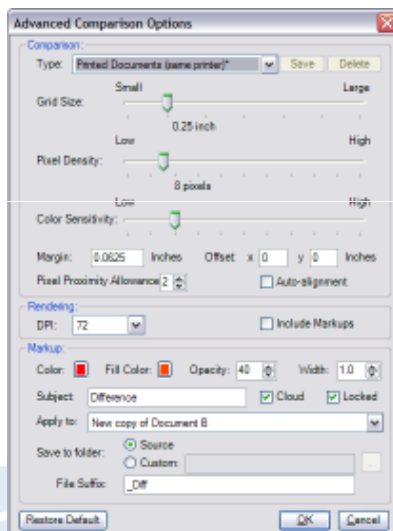 Advanced Comparison Options
Comparison:
Type: Printed Documents (same printer)* Save Delete
Small Large
Grid Size:
0.25 inch
Low High
Pixel Density:
8 pixels
Low High
Color Sensitivity:
Margin: 0.0625 Inches Offset x 0 y 0 Inches
Pixel Proximity Allowance 2 Auto-alignment
Rendering:
DPI: 72 Include Markups
Markup:
Color: Fill Color: Opacity: 40 Width: 1.0
Subject: Difference Cloud Locked
Apply to: New copy of Document B
Save to folder: Source
Custom: ...
File Suffix: _Diff
Restore Default OK Cancel